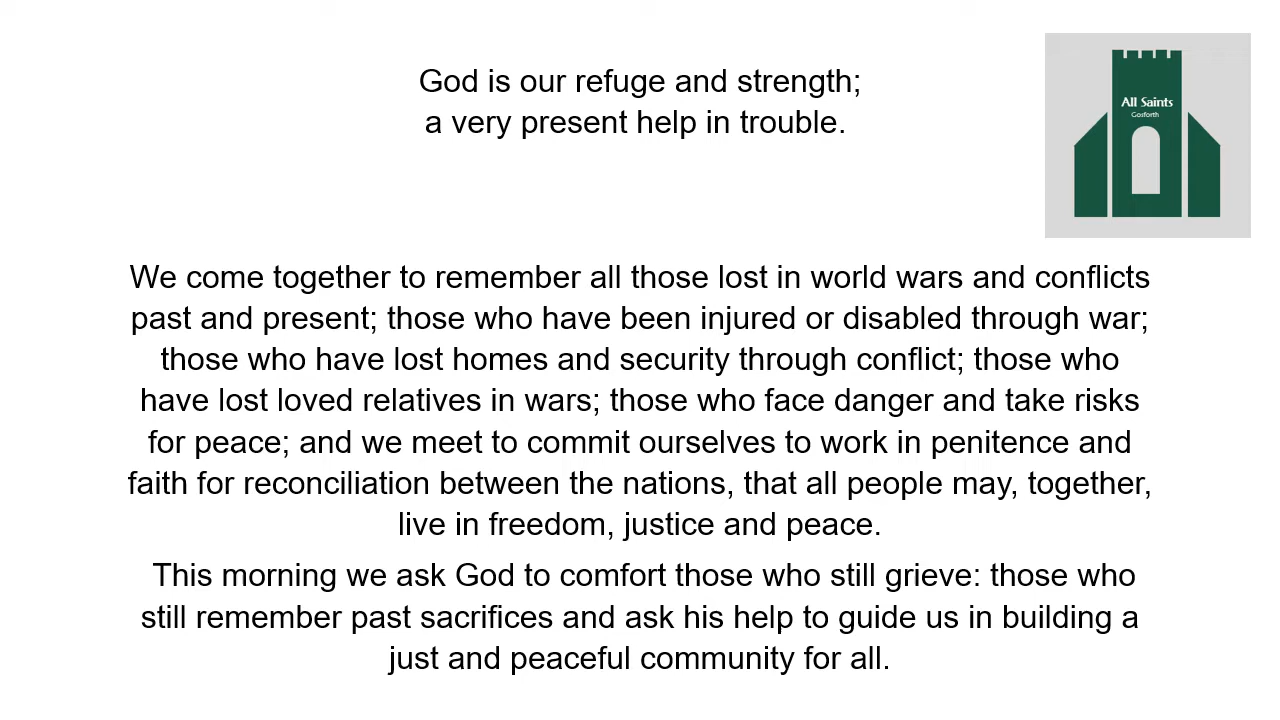 God is our refuge and strength;
a very present help in trouble.
All Saints
Gosforth
We come together to remember all those lost in world wars and conflicts
past and present; those who have been injured or disabled through war;
those who have lost homes and security through conflict; those who
have lost loved relatives in wars; those who face danger and take risks
for peace; and we meet to commit ourselves to work in penitence and
faith for reconciliation between the nations, that all people may, together,
live in freedom, justice and peace.
This morning we ask God to comfort those who still grieve: those who
still remember past sacrifices and ask his help to guide us in building a
just and peaceful community for all.